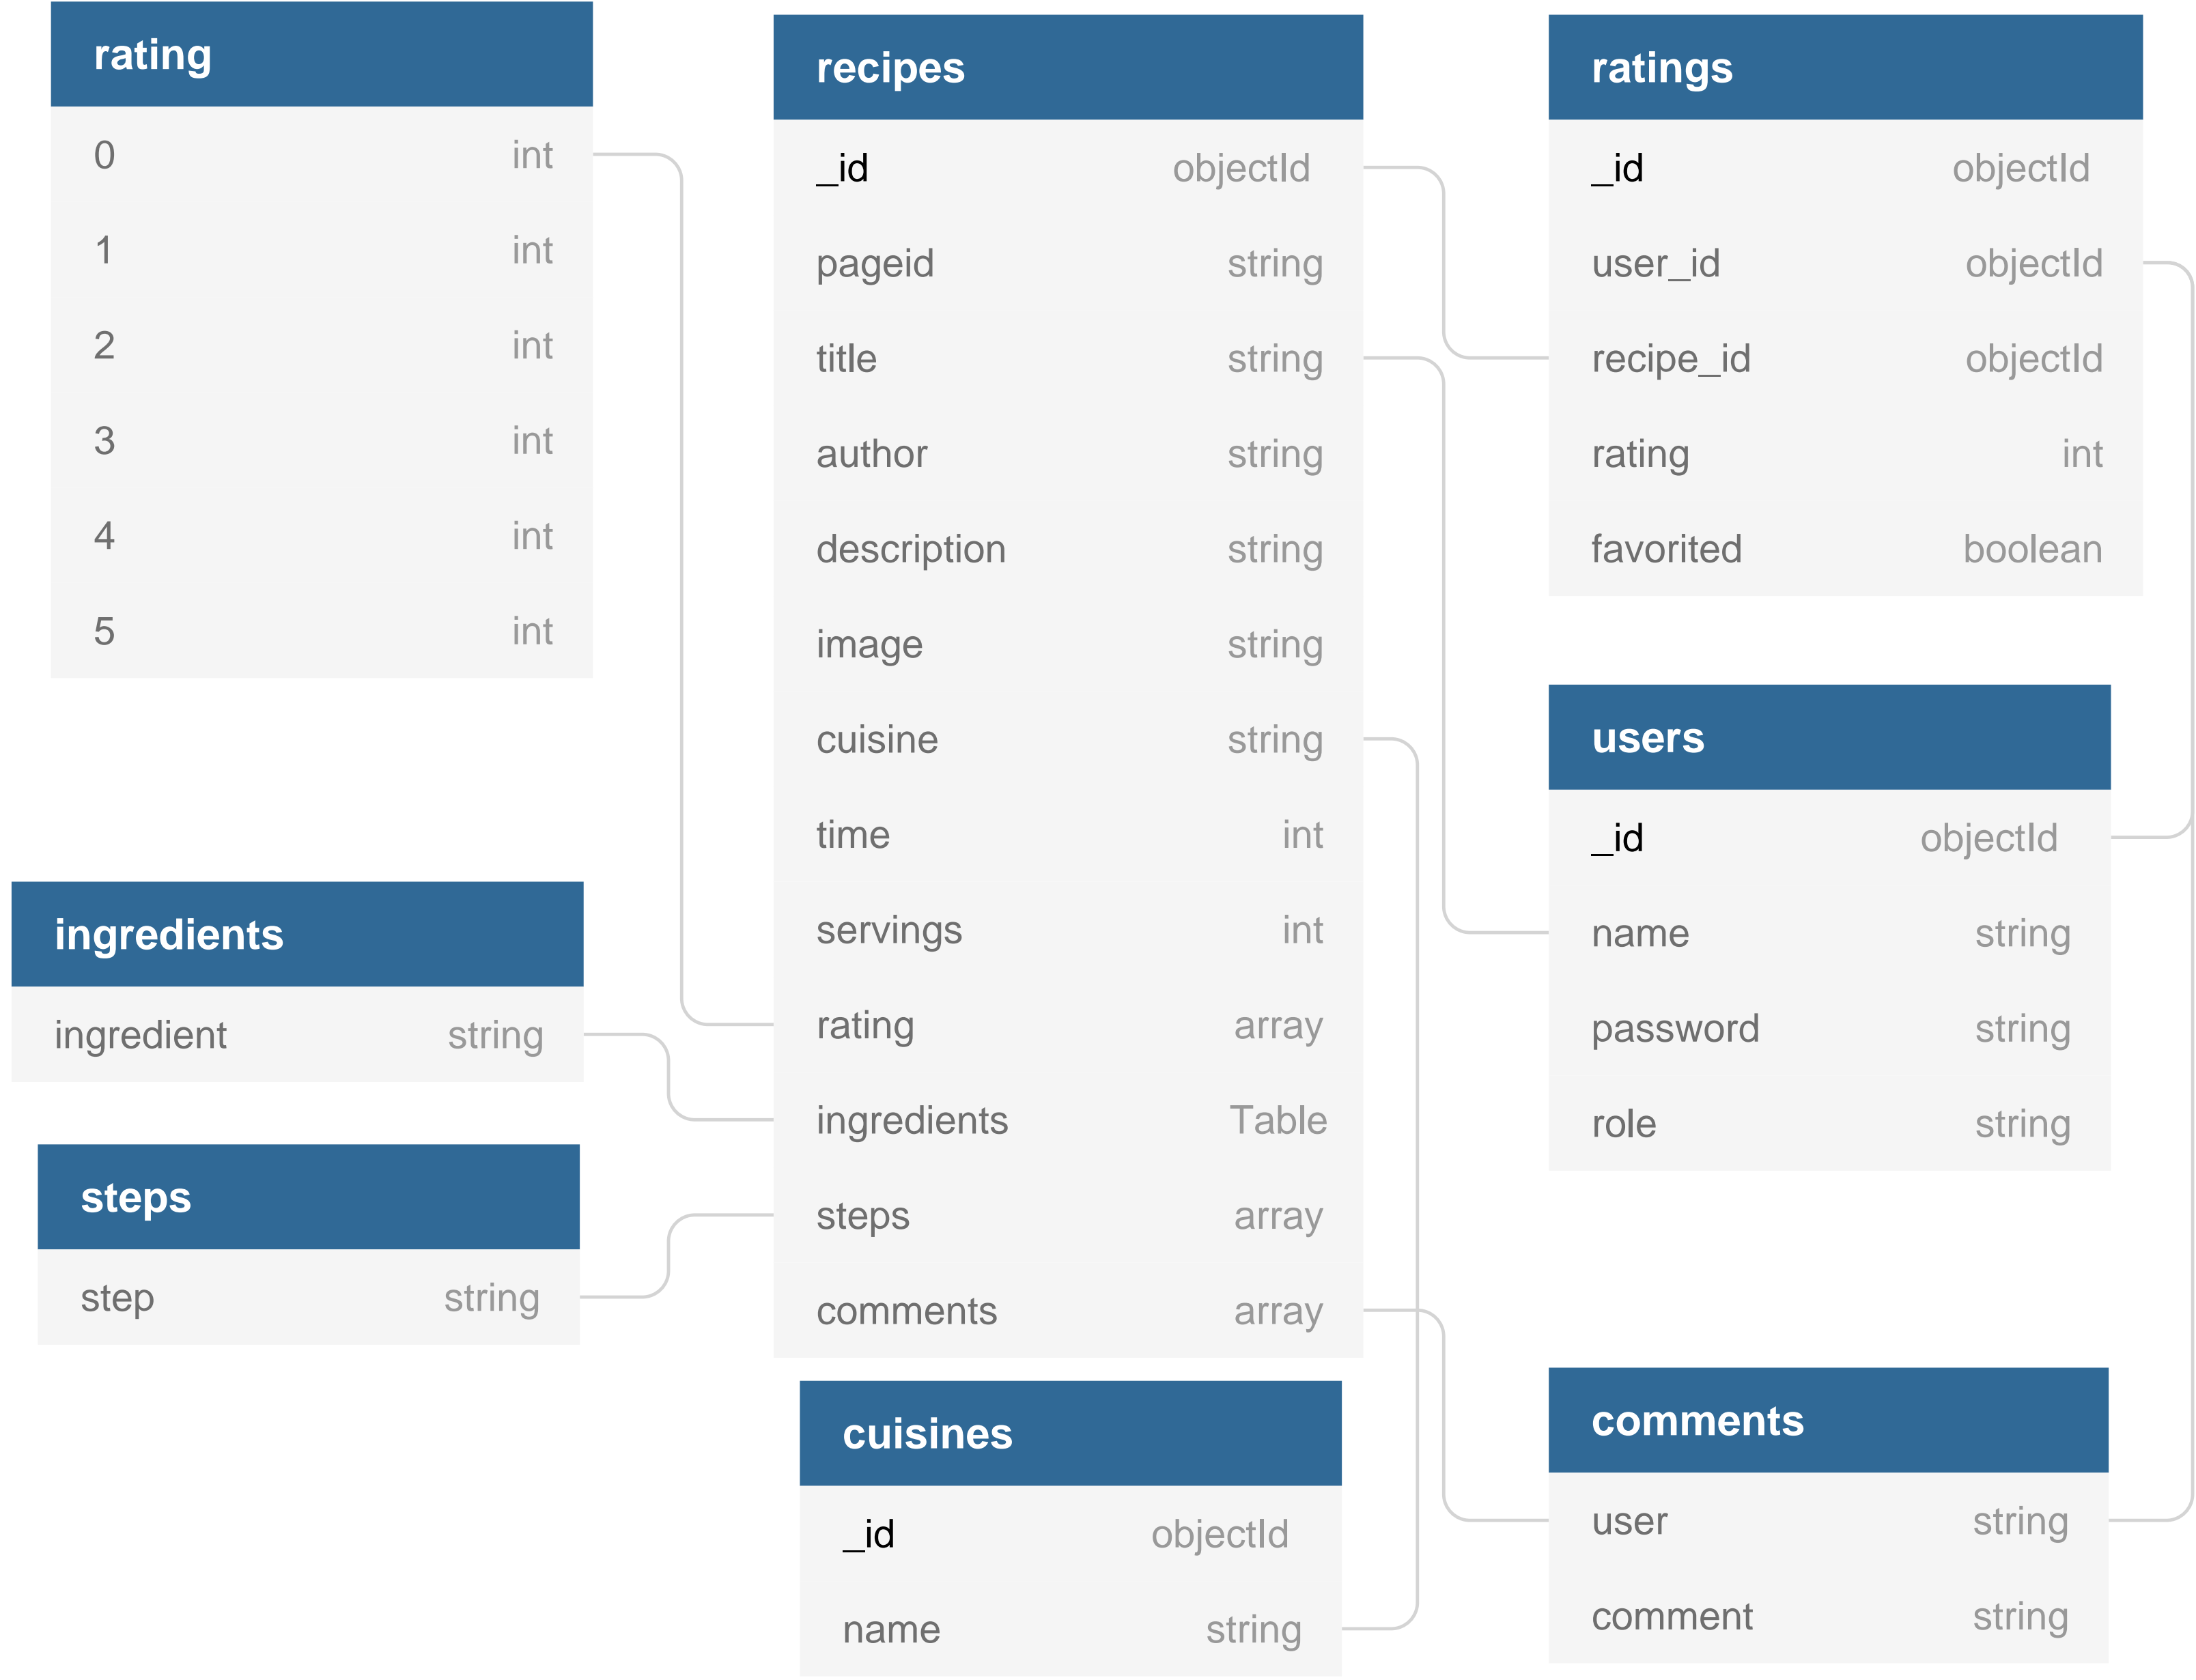 rating
0 int
1 int
2 int
3 int
4 int
5 int
ingredients
ingredient string
steps
step string
recipes
_id objectId
pageid string
title string
author string
description string
image string
cuisine string
time int
servings int
rating array
ingredients Table
steps array
comments array
cuisines
_id objectId
name string
ratings
_id objectId
user_id objectId
recipe_id objectId
rating int
favorited boolean
users
_id objectId
name string
password string
role string
comments
user string
comment string